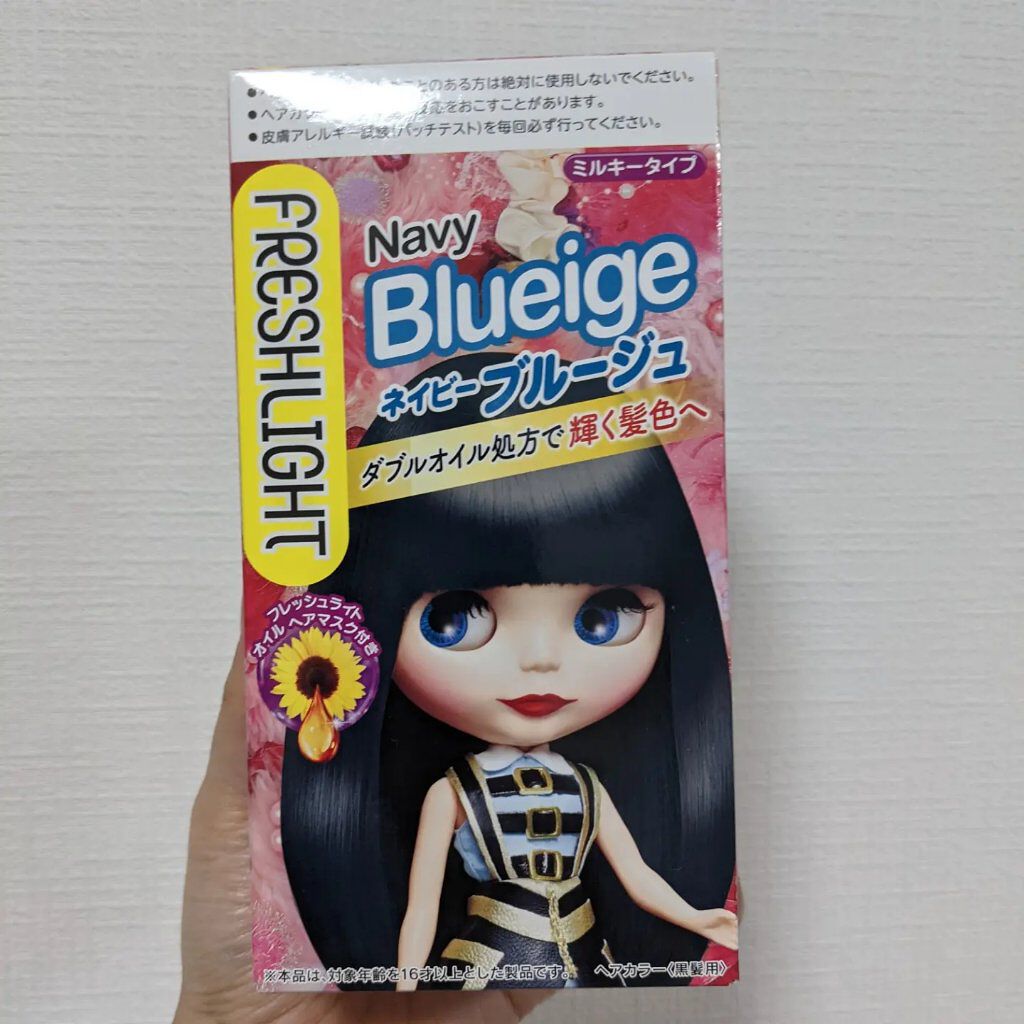 ことのある方は絶対に使用しないでください。
をおこすことがあります。
● 皮膚アレルギー試験(パッチテスト)を毎回必ず行ってください。
ミルキータイプ
FRESHLIGHT
Navy
Blueige
ネイビーブルージュ
ダブルオイル処方で輝く髪色へ
フレッシュライト
オイル ヘアマスク付き
※本品は、対象年齢を16才以上とした製品です。
ヘアカラー〈黒髪用〉